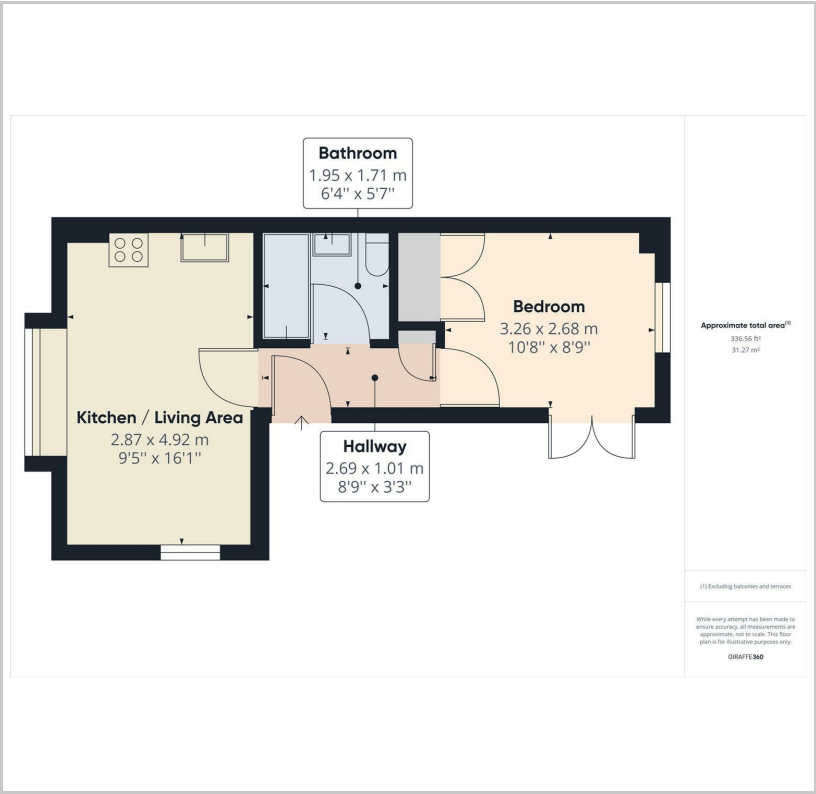 Bathroom
1.95 x 1.71 m
6'4'' x 5'7''
Bedroom
3.26 x 2.68 m
10'8'' x 8'9''
Kitchen / Living Area
2.87 x 4.92 m
9'5'' x 16'1''
Hallway
2.69 x 1.01 m
8'9'' x 3'3''
Approximate total area(1)
336.56 ft²
31.27 m²
(1) Excluding balconies and terraces
While every attempt has been made to
ensure accuracy, all measurements are
approximate, not to scale. This floor
plan is for illustrative purposes only.
GIRAFFE360